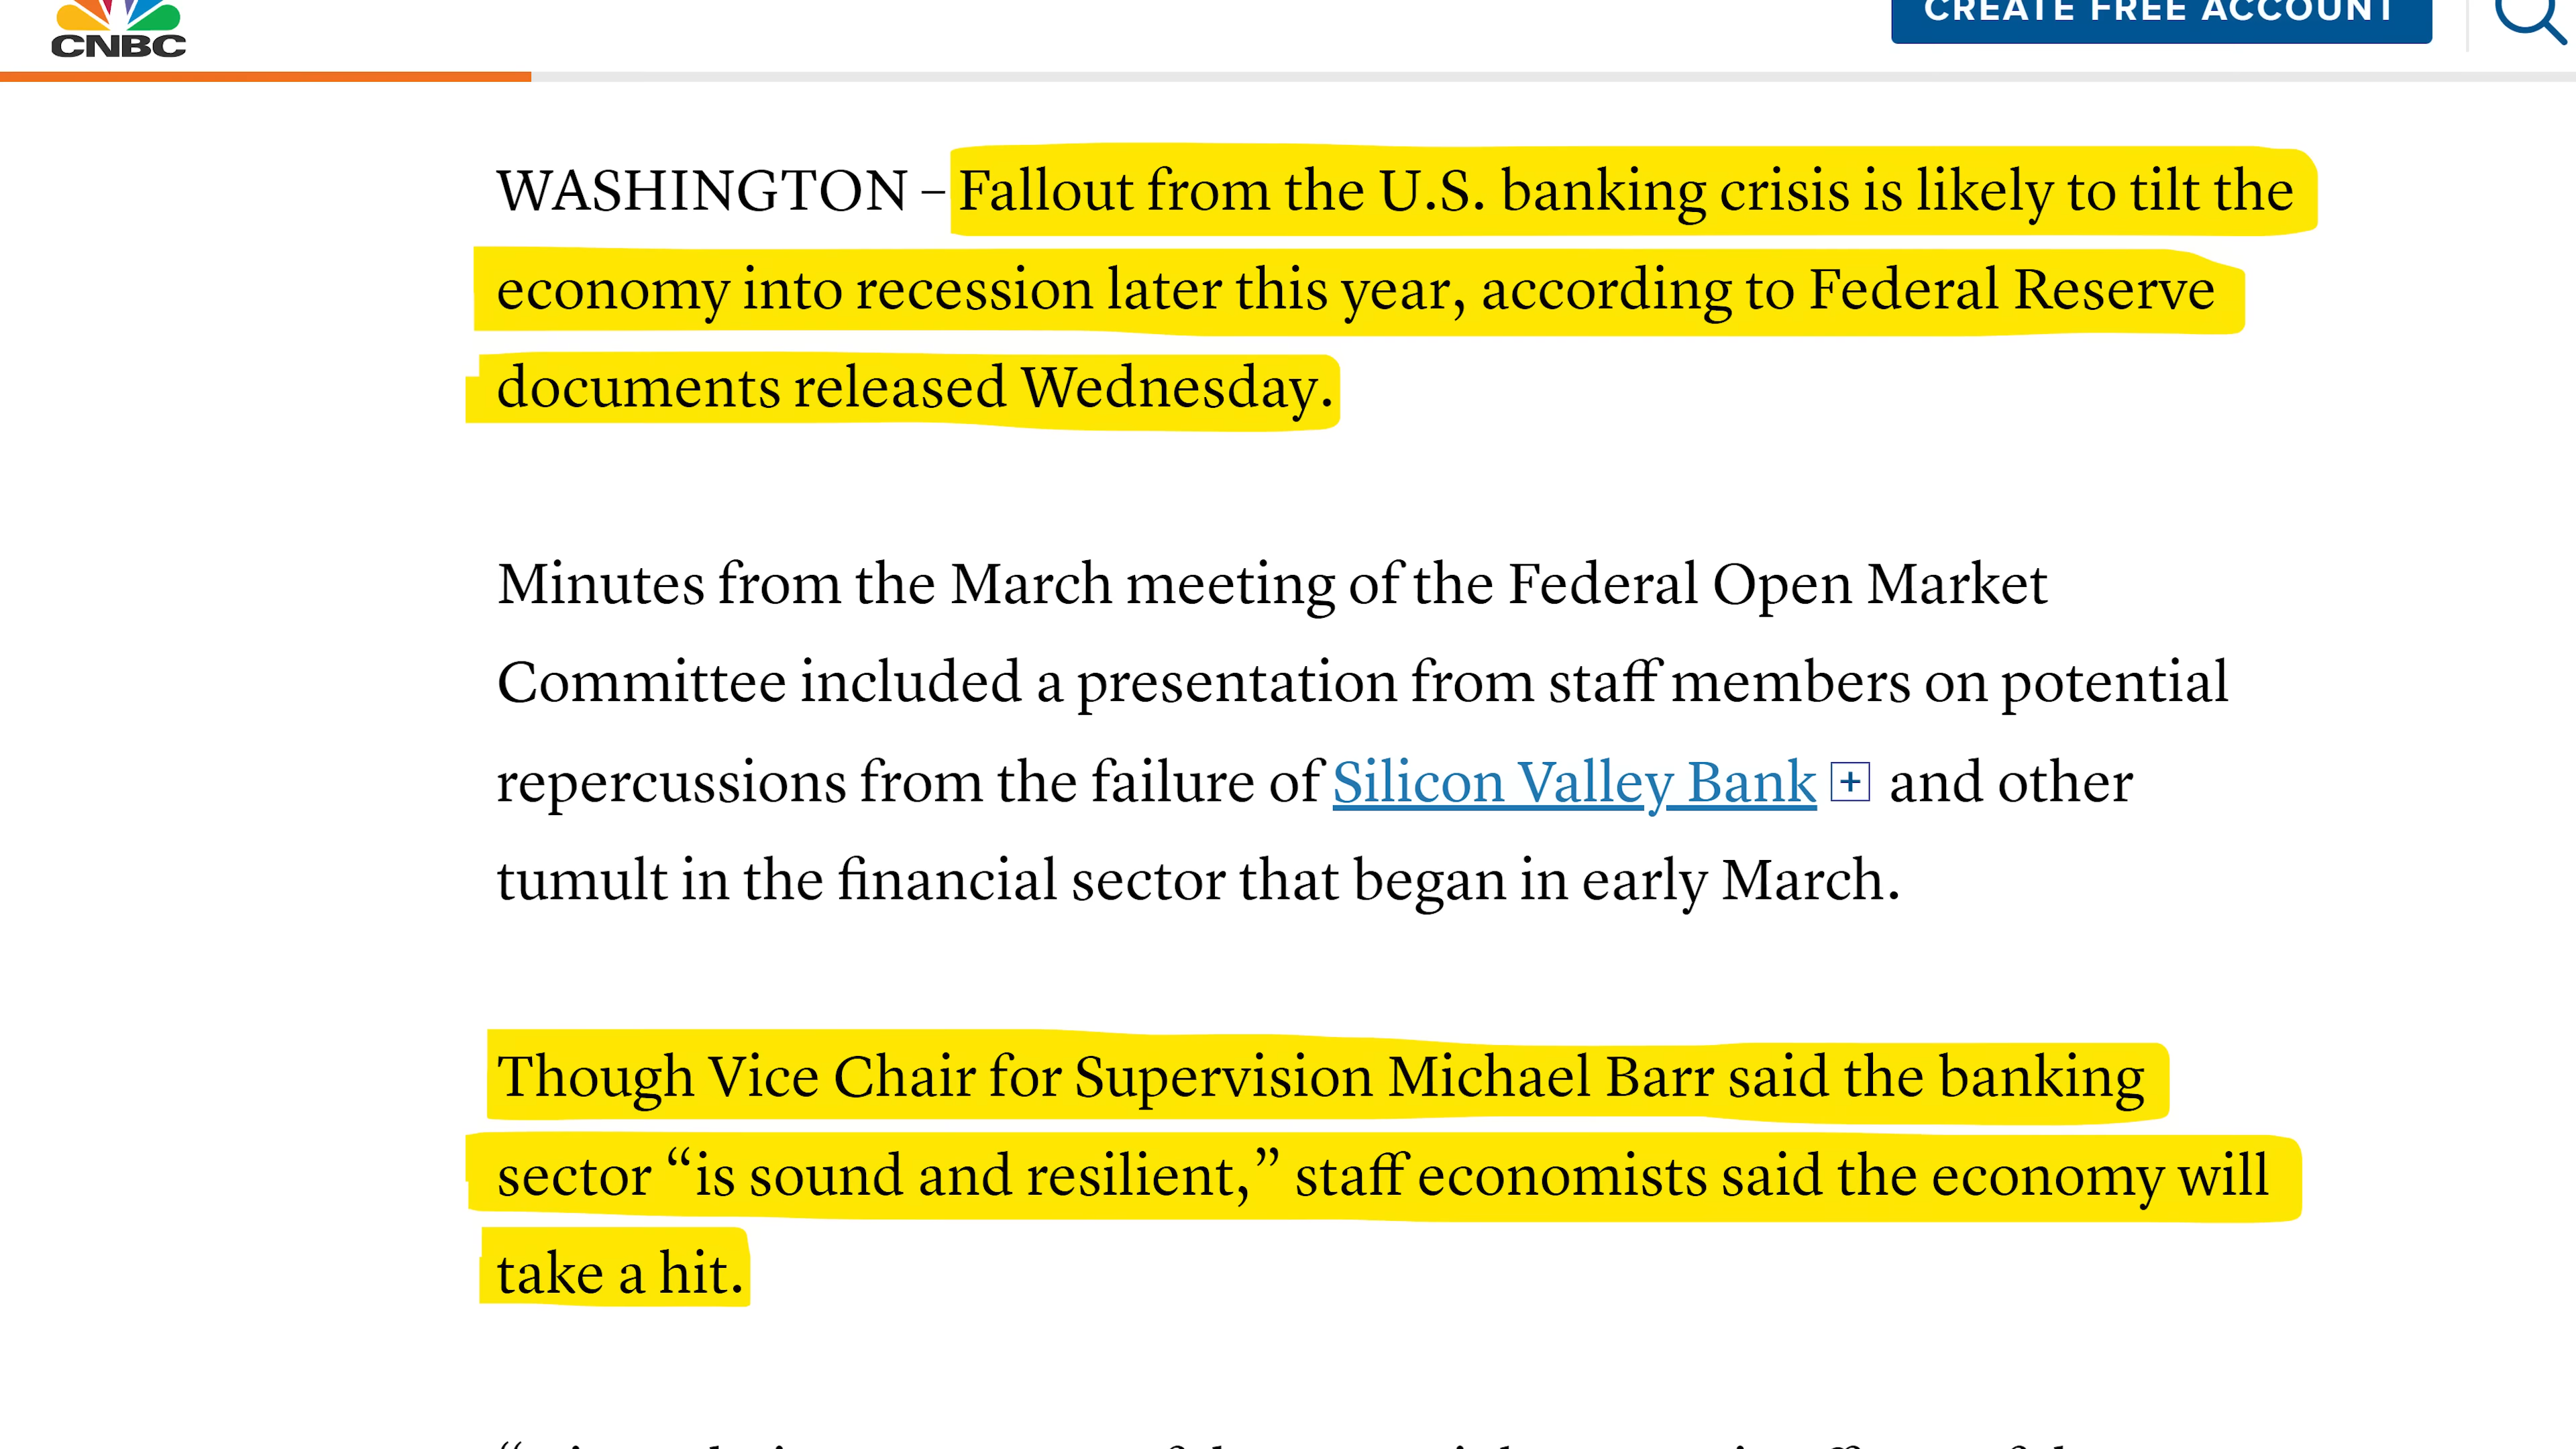 CNBC
CREATE FREE ACCOUNT
WASHINGTON – Fallout from the U.S. banking crisis is likely to tilt the
economy into recession later this year, according to Federal Reserve
documents released Wednesday.
Minutes from the March meeting of the Federal Open Market
Committee included a presentation from staff members on potential
repercussions from the failure of Silicon Valley Bank + and other
tumult in the financial sector that began in early March.
Though Vice Chair for Supervision Michael Barr said the banking
sector “is sound and resilient,” staff economists said the economy will
take a hit.